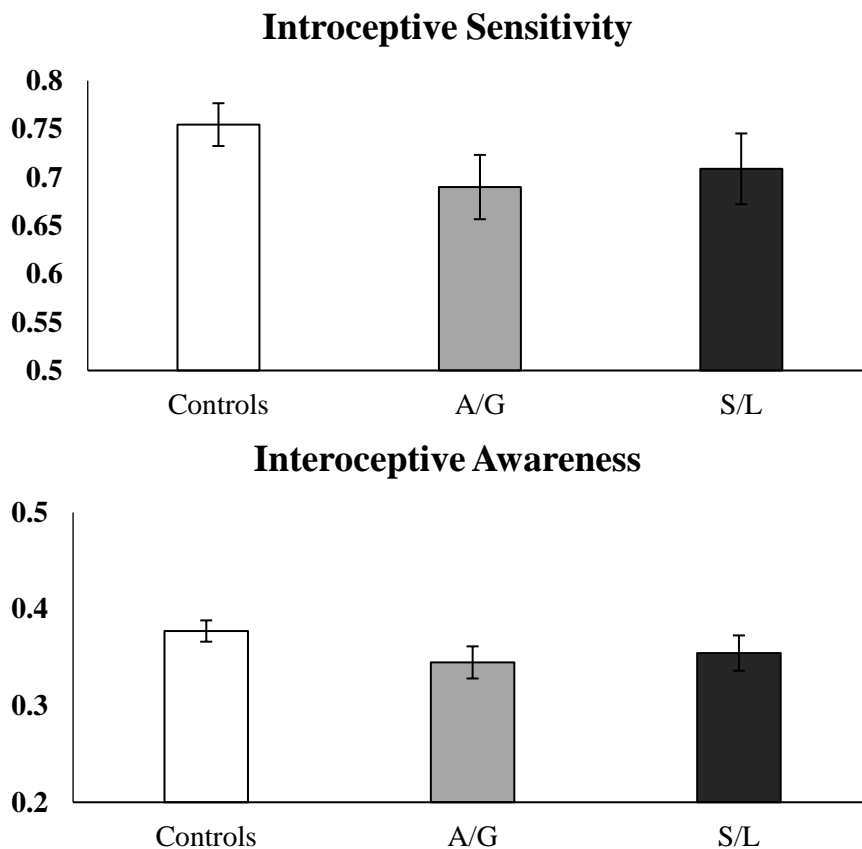 Introceptive Sensitivity
0.8
0.75
0.7
0.65
0.6
0.55
0.5
Controls A/G S/L
Interoceptive Awareness
0.5
0.4
0.3
0.2
Controls A/G S/L